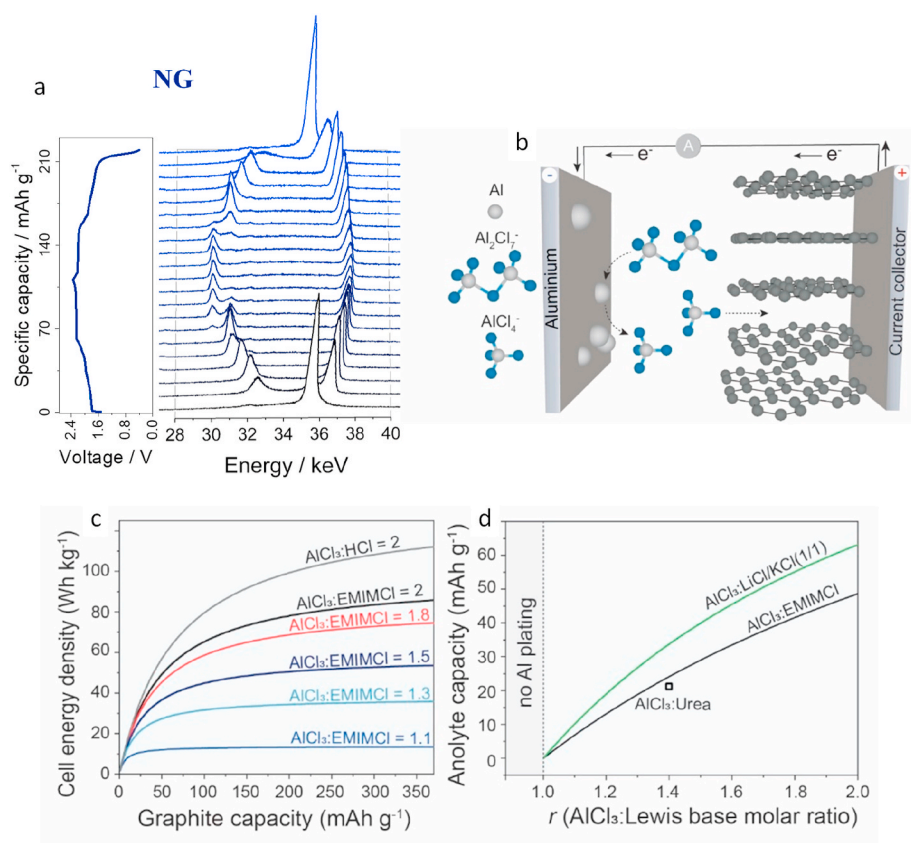 a
NG
Specific capacity / mAh g⁻¹
210
140
70
0
2.4
1.6
0.8
0.0
Voltage / V
28
30
32
34
36
38
40
Energy / keV
b
A
e⁻
e⁻
-
+
Al
Al₂Cl₇⁻
AlCl₄⁻
Aluminium
Current collector
c
Cell energy density (Wh kg⁻¹)
100
80
60
40
20
0
AlCl₃:HCl = 2
AlCl₃:EMIMCl = 2
AlCl₃:EMIMCl = 1.8
AlCl₃:EMIMCl = 1.5
AlCl₃:EMIMCl = 1.3
AlCl₃:EMIMCl = 1.1
0
50
100
150
200
250
300
350
Graphite capacity (mAh g⁻¹)
d
Anolyte capacity (mAh g⁻¹)
60
50
40
30
20
10
0
no Al plating
AlCl₃:LiCl/KCl(1/1)
AlCl₃:EMIMCl
AlCl₃:Urea
1.0
1.2
1.4
1.6
1.8
2.0
r (AlCl₃:Lewis base molar ratio)